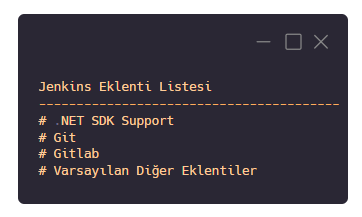 Jenkins Eklenti Listesi
----------------------------------------
# .NET SDK Support
# Git
# Gitlab
# Varsayılan Diğer Eklentiler